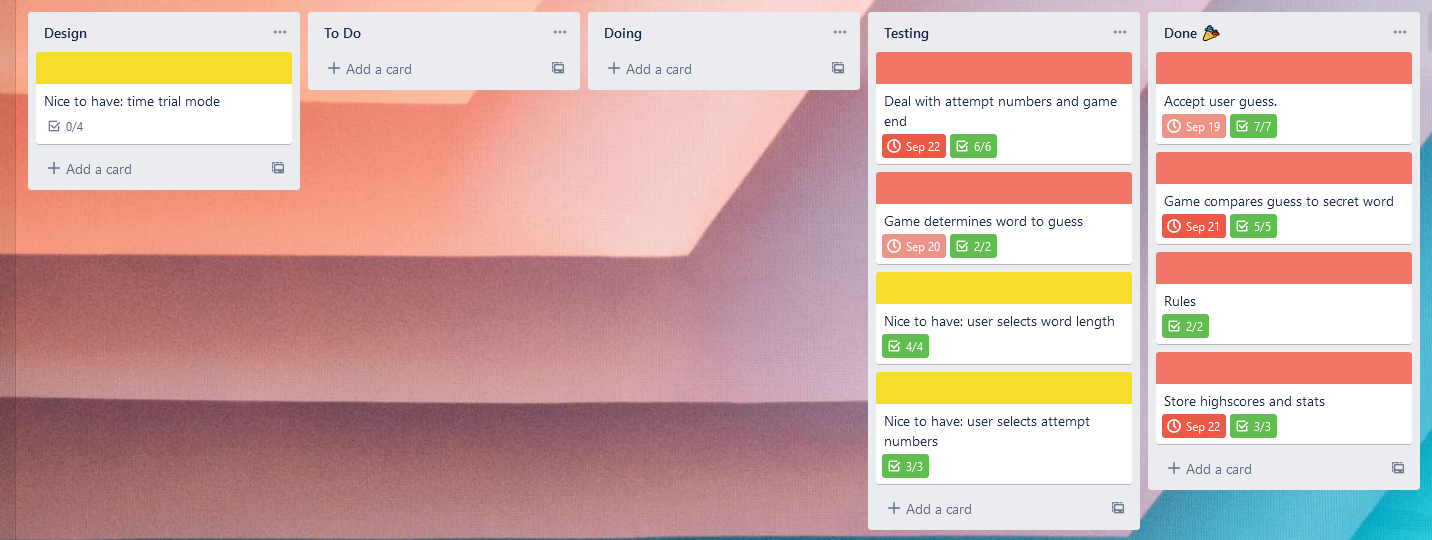 Design
Nice to have: time trial mode
0/4
Add a card
To Do
Add a card
Doing
Add a card
Testing
Deal with attempt numbers and game
end
Sep 22 6/6
Game determines word to guess
Sep 20 2/2
Nice to have: user selects word length
4/4
Nice to have: user selects attempt
numbers
3/3
Add a card
Done 🎉
Accept user guess.
Sep 19 7/7
Game compares guess to secret word
Sep 21 5/5
Rules
2/2
Store highscores and stats
Sep 22 3/3
Add a card